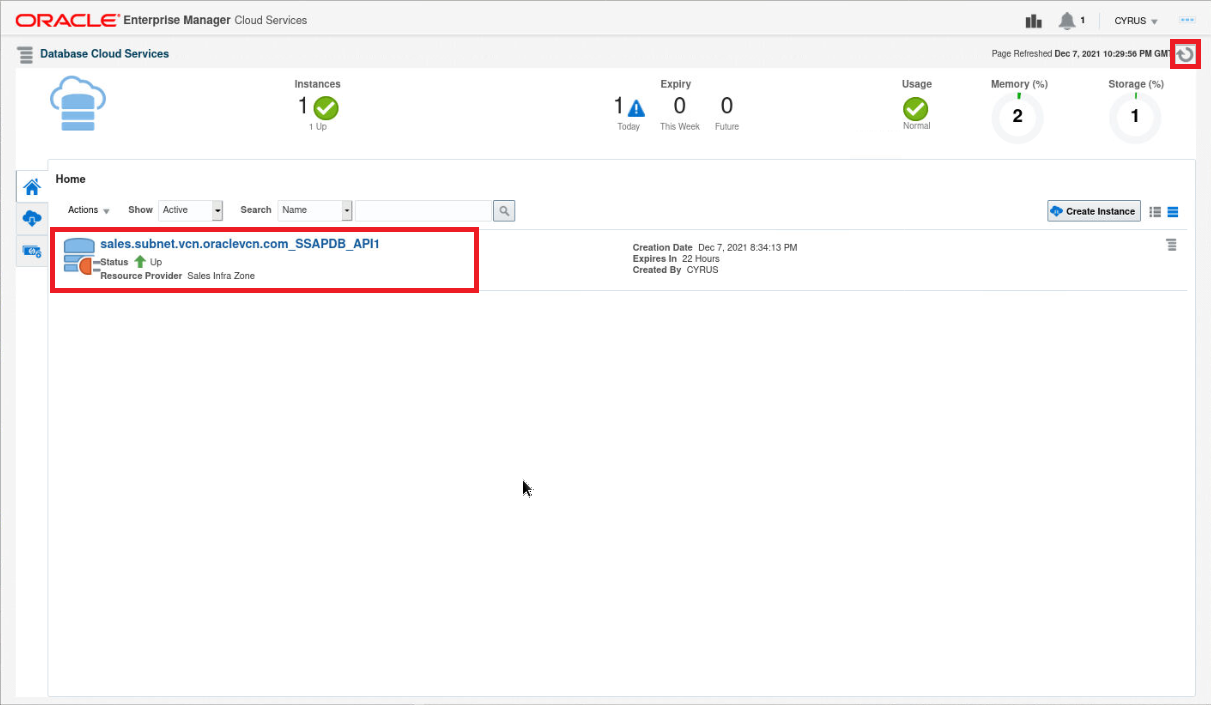 ORACLE Enterprise Manager Cloud Services 1 CYRUS
Database Cloud Services Page Refreshed Dec 7, 2021 10:29:56 PM GMT
Instances Expiry Usage Memory (%) Storage (%)
1 1 0 0 2 1
1 Up Today This Week Future Normal
Home
Actions Show Active Search Name Create Instance
sales.subnet.vcn.oraclevcn.com_SSAPDB_API1
Status Up
Resource Provider Sales Infra Zone
Creation Date Dec 7, 2021 8:34:13 PM
Expires In 22 Hours
Created By CYRUS